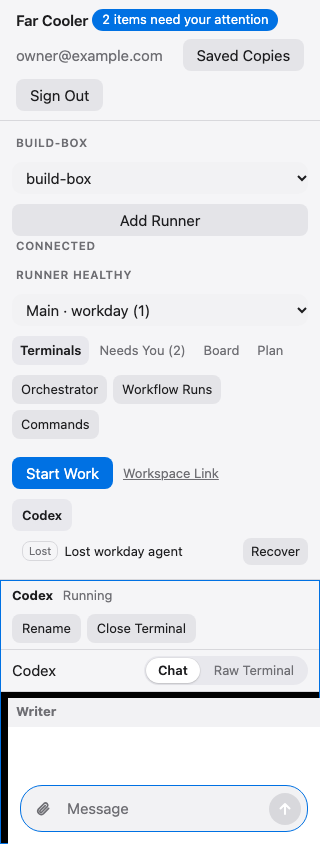 Far Cooler 2 items need your attention
owner@example.com Saved Copies
Sign Out
BUILD-BOX
build-box
Add Runner
CONNECTED
RUNNER HEALTHY
Main · workday (1)
Terminals Needs You (2) Board Plan
Orchestrator Workflow Runs
Commands
Start Work Workspace Link
Codex
Lost Lost workday agent Recover
Codex Running
Rename Close Terminal
Codex Chat Raw Terminal
Writer
Message